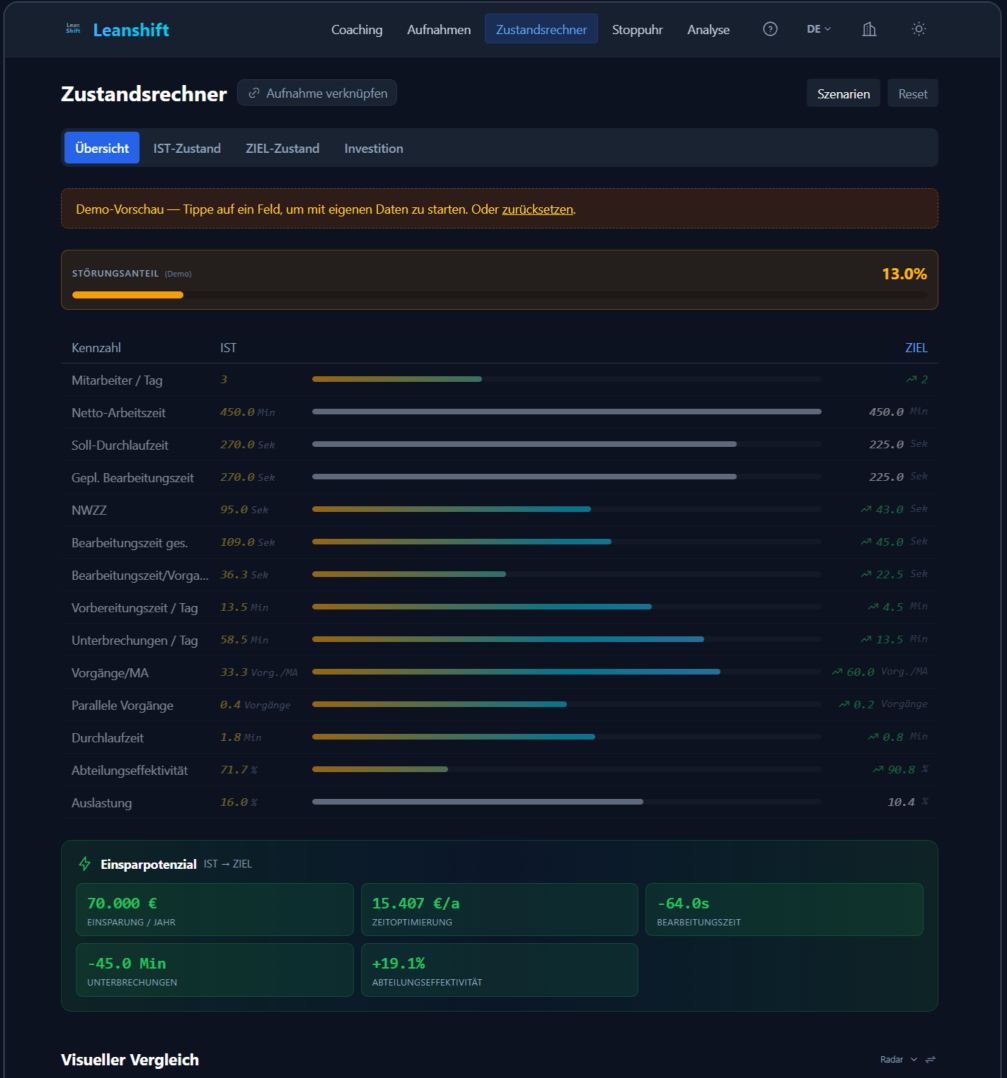 Lean
Shift
Leanshift
Coaching Aufnahmen Zustandsrechner Stoppuhr Analyse ? DE
Zustandsrechner Aufnahme verknüpfen Szenarien Reset
Übersicht IST-Zustand ZIEL-Zustand Investition
Demo-Vorschau — Tippe auf ein Feld, um mit eigenen Daten zu starten. Oder zurücksetzen.
STÖRUNGSANTEIL (Demo) 13.0%
Kennzahl IST ZIEL
Mitarbeiter / Tag 3 2
Netto-Arbeitszeit 450.0 Min 450.0 Min
Soll-Durchlaufzeit 270.0 Sek 225.0 Sek
Gepl. Bearbeitungszeit 270.0 Sek 225.0 Sek
NWZZ 95.0 Sek 43.0 Sek
Bearbeitungszeit ges. 109.0 Sek 45.0 Sek
Bearbeitungszeit/Vorga... 36.3 Sek 22.5 Sek
Vorbereitungszeit / Tag 13.5 Min 4.5 Min
Unterbrechungen / Tag 58.5 Min 13.5 Min
Vorgänge/MA 33.3 Vorg./MA 60.0 Vorg./MA
Parallele Vorgänge 0.4 Vorgänge 0.2 Vorgänge
Durchlaufzeit 1.8 Min 0.8 Min
Abteilungseffektivität 71.7 % 90.8 %
Auslastung 16.0 % 10.4 %
Einsparpotenzial IST → ZIEL
70.000 € 15.407 €/a -64.0s
EINSPARUNG / JAHR ZEITOPTIMIERUNG BEARBEITUNGSZEIT
-45.0 Min +19.1%
UNTERBRECHUNGEN ABTEILUNGSEFFEKTIVITÄT
Visueller Vergleich Radar